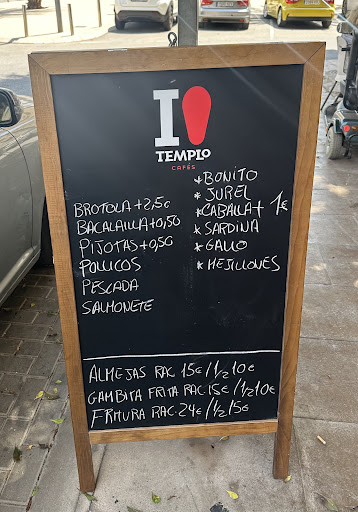 I
TEMPLO
CAFÉS
BROTOLA +2,5€
BACALAILLA +0,50
PIJOTAS +0,50
POLLICOS
PESCADA
SALMONETE
*BONITO
*JUREL
*CABALLA + 1€
*SARDINA
*GALLO
*MEJILLONES
ALMEJAS RAC. 15€ / 1/2 10€
GAMBITA FRITA RAC. 15€ / 1/2 10€
FRITURA RAC. 24€ / 1/2 15€